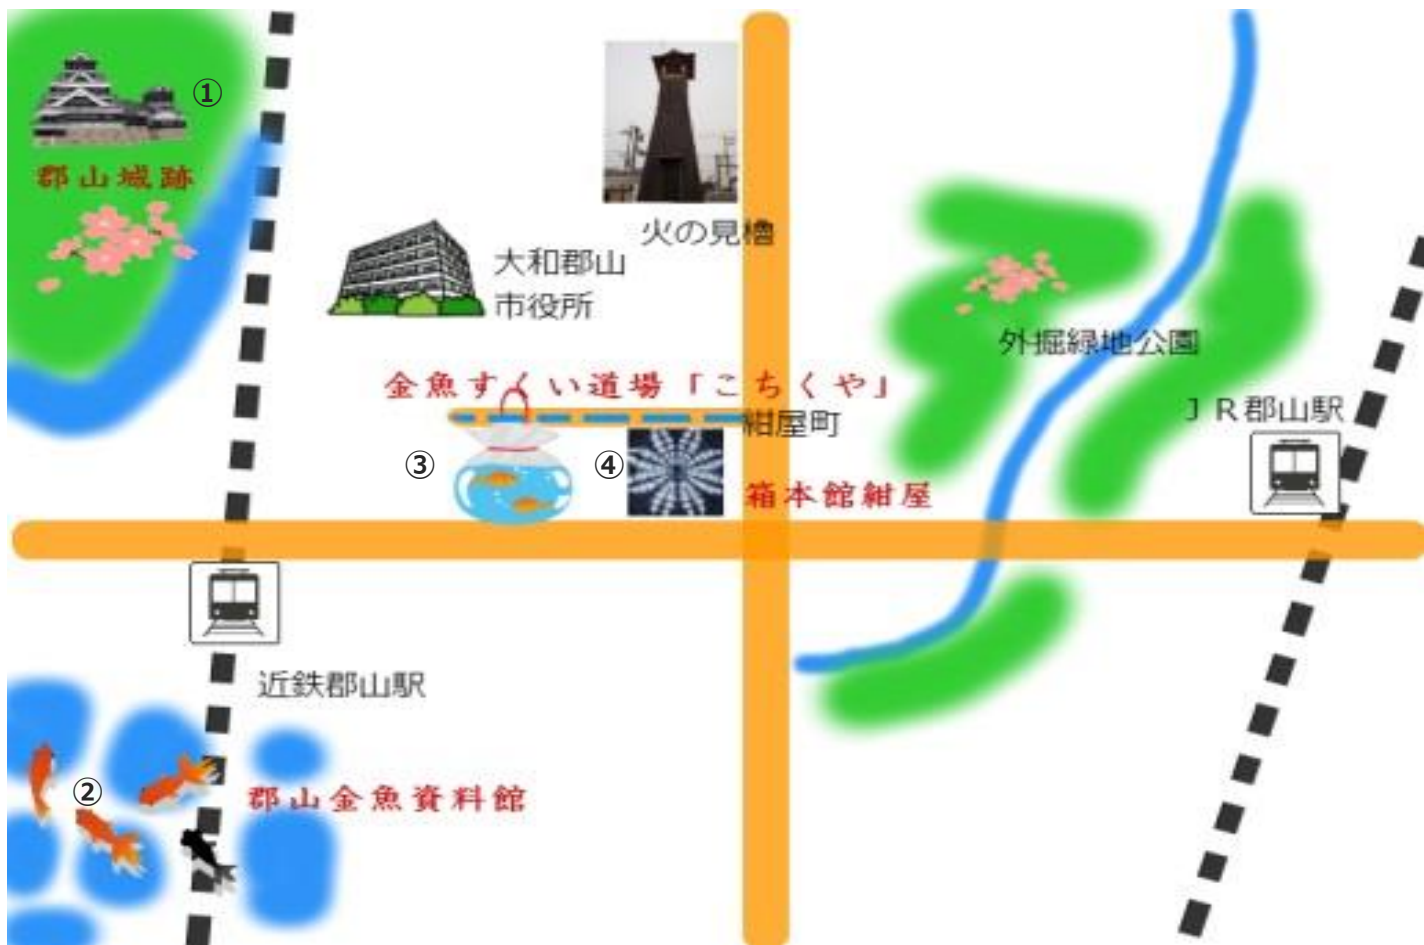 ①
郡山城跡
火の見櫓
大和郡山
市役所
外掘緑地公園
金魚すくい道場「こちくや」
紺屋町
JR郡山駅
③
④
箱本館紺屋
近鉄郡山駅
②
郡山金魚資料館